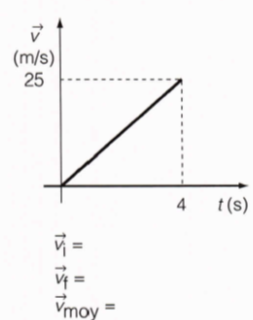 v⃗
(m/s)
25
4 t(s)
v⃗i =
v⃗f =
v⃗moy =